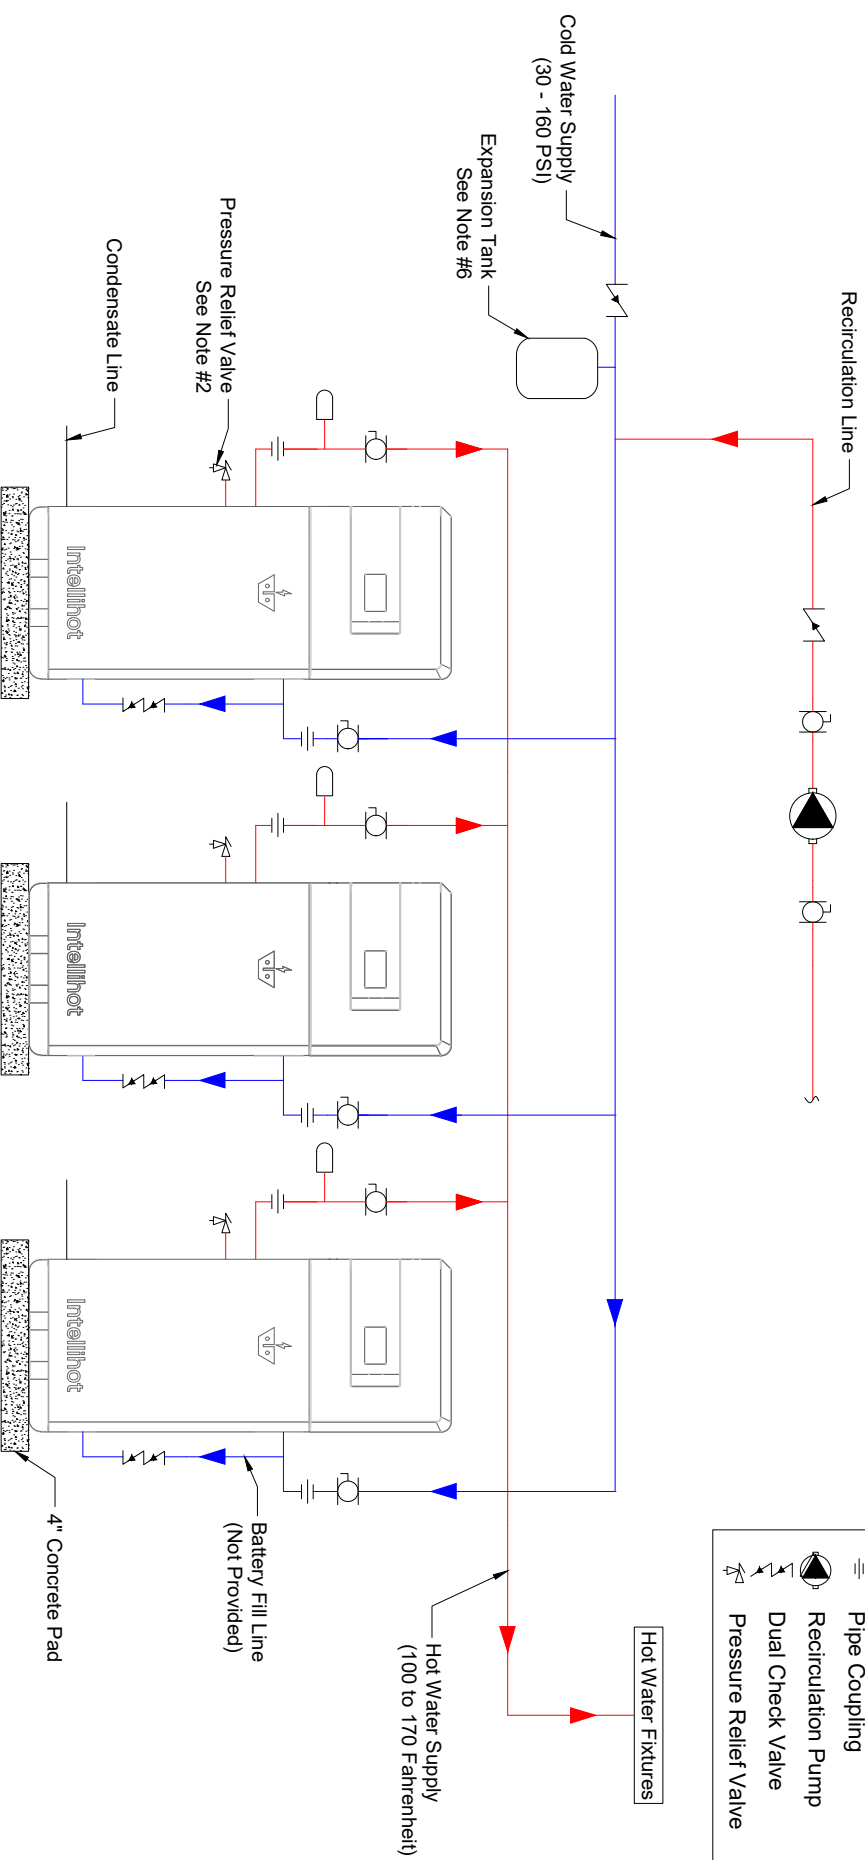 Recirculation Line
Pipe Coupling
Recirculation Pump
Dual Check Valve
Pressure Relief Valve
Cold Water Supply
(30 - 160 PSI)
Expansion Tank
See Note #6
Hot Water Fixtures
Hot Water Supply
(100 to 170 Fahrenheit)
Pressure Relief Valve
See Note #2
Battery Fill Line
(Not Provided)
Condensate Line
Intellihot
Intellihot
Intellihot
4" Concrete Pad